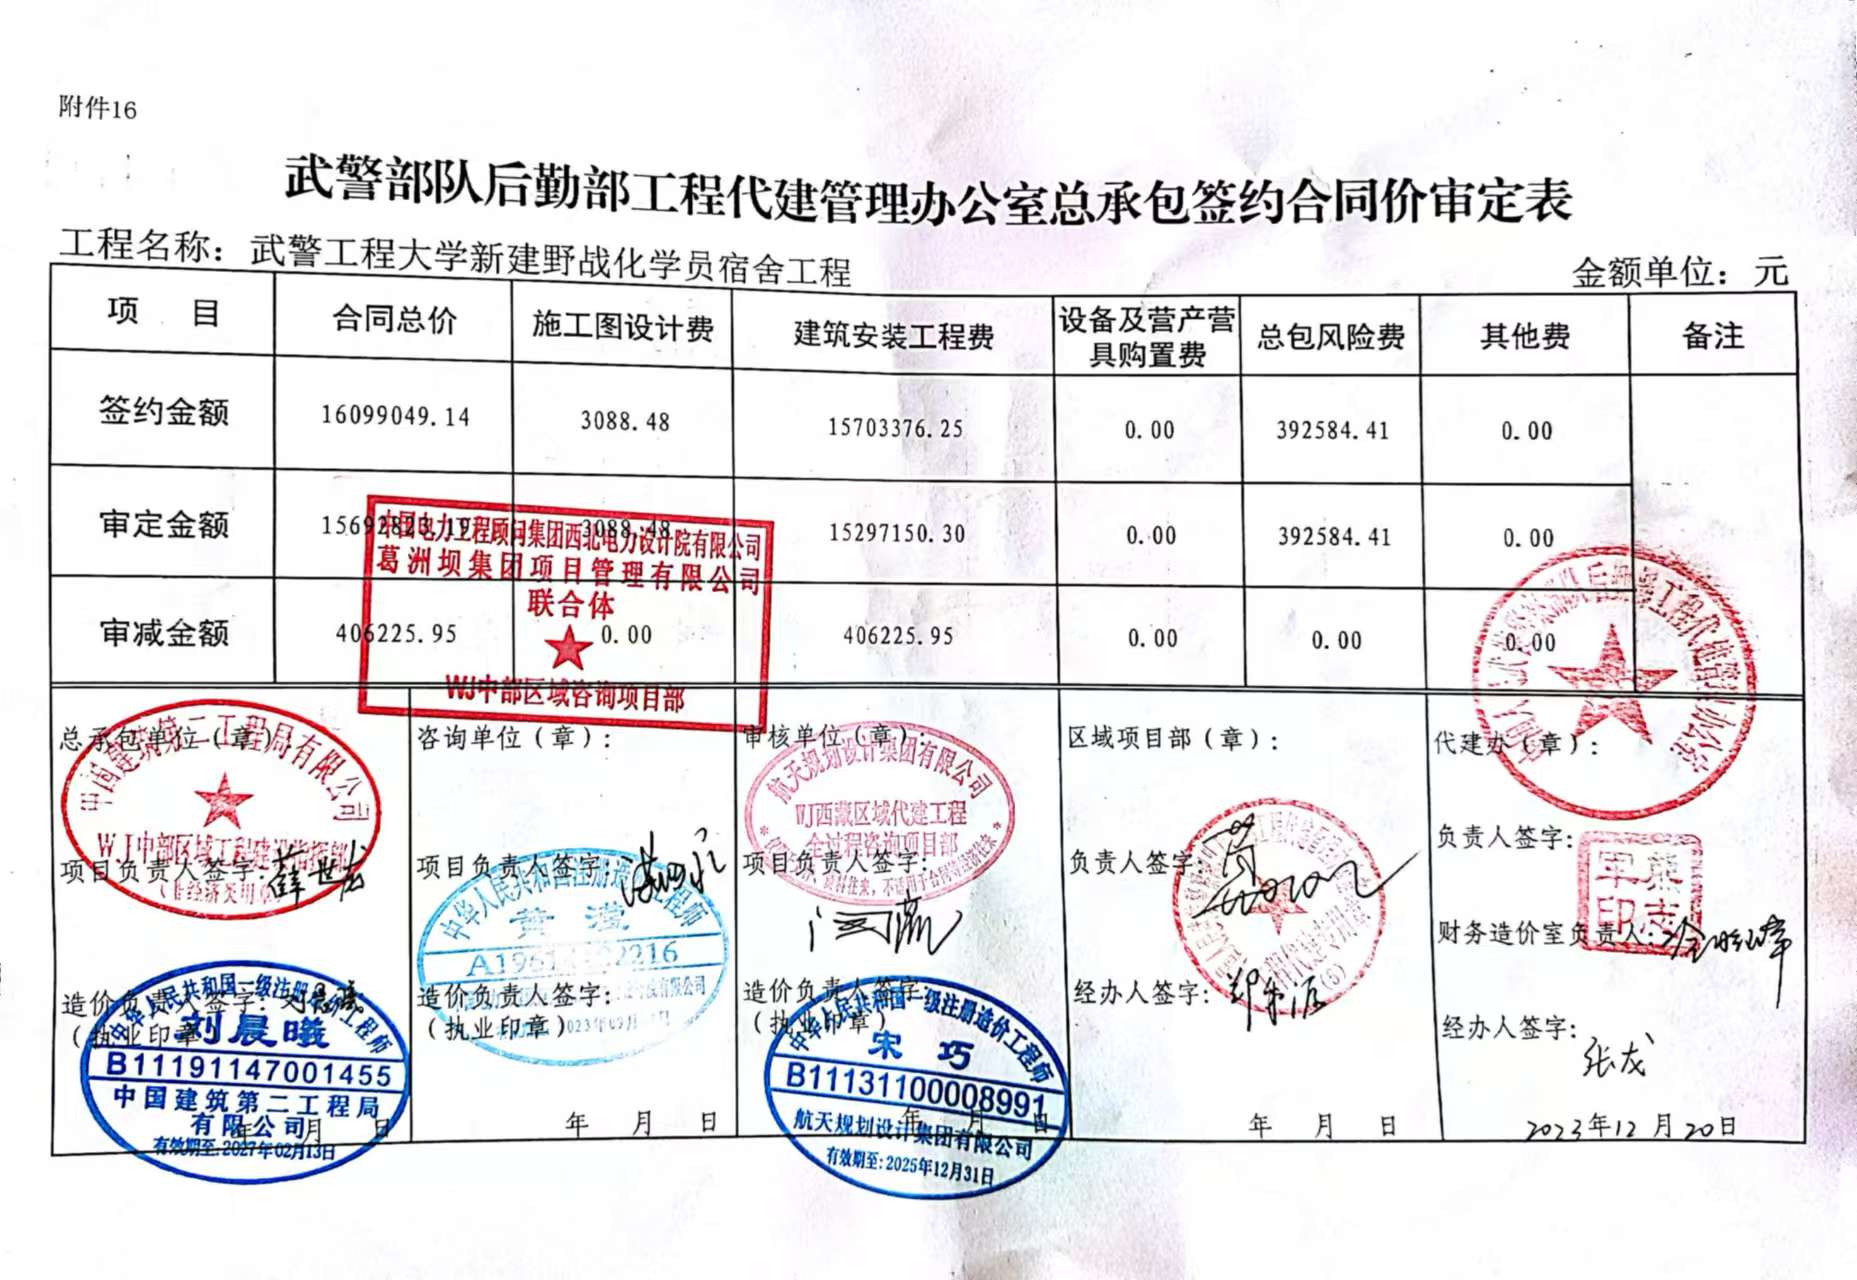 附件16
武警部队后勤部工程代建管理办公室总承包签约合同价审定表
工程名称：武警工程大学新建野战化学员宿舍工程 金额单位：元
项 目 合同总价 施工图设计费 建筑安装工程费 设备及营产营具购置费 总包风险费 其他费 备注
签约金额 16099049.14 3088.48 15703376.25 0.00 392584.41 0.00
审定金额 15692823.19 3088.48 15297150.30 0.00 392584.41 0.00
审减金额 406225.95 0.00 406225.95 0.00 0.00 0.00
中国电力工程顾问集团西北电力设计院有限公司
葛洲坝集团项目管理有限公司
联合体
WJ中部区域咨询项目部
总承包单位（章）： 咨询单位（章）： 审核单位（章）： 区域项目部（章）： 代建办（章）：
中国建筑第二工程局有限公司
WJ中部区域工程建设指挥部
（非经济类用章）
航天规划设计集团有限公司
WJ西藏区域代建工程
全过程咨询项目部
项目负责人签字： 项目负责人签字： 项目负责人签字： 负责人签字： 负责人签字：
薛世龙
熊志军印
财务造价室负责人：
中华人民共和国注册造价工程师
黄滢
造价负责人签字： 造价负责人签字： 造价负责人签字： 经办人签字： 经办人签字：
（执业印章） （执业印章） （执业印章）
张龙
中华人民共和国一级注册造价工程师
刘晨曦
B11191147001455
中国建筑第二工程局
有限公司
有效期至：2027年02月13日
中华人民共和国一级注册造价工程师
宋巧
B11131100008991
航天规划设计集团有限公司
有效期至：2025年12月31日
年 月 日 年 月 日 年 月 日 年 月 日 2023年12月20日